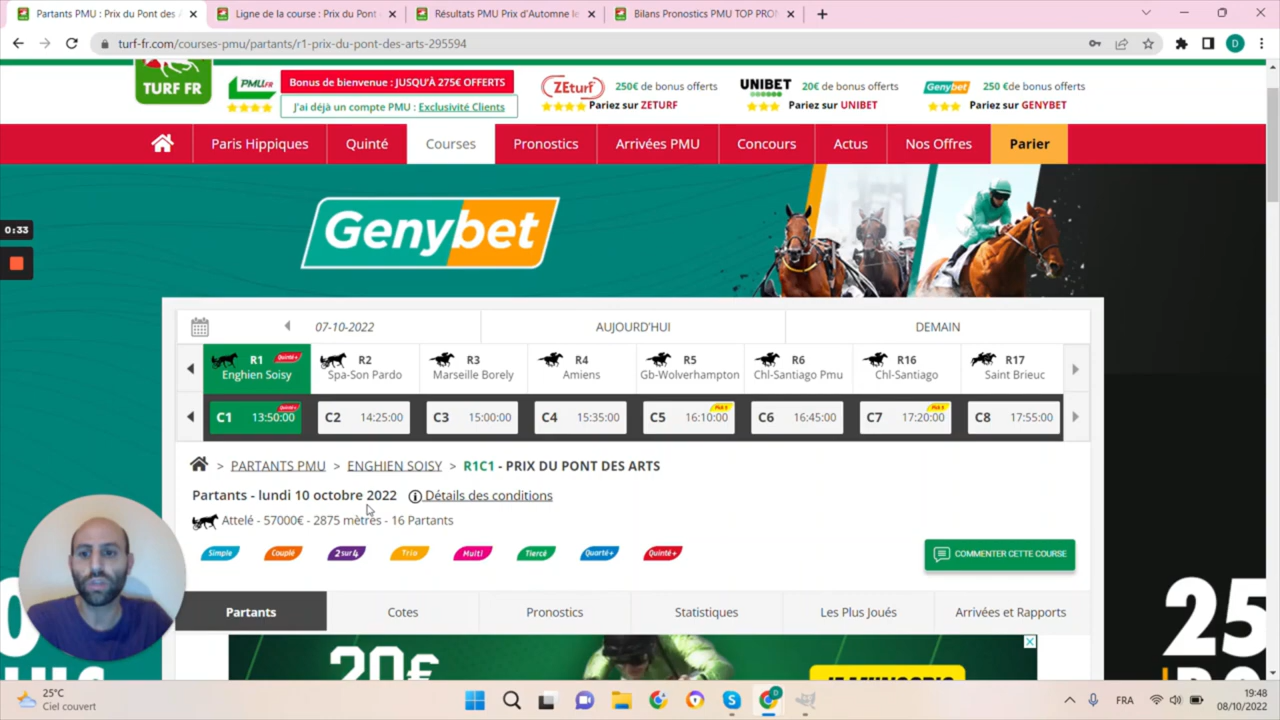 Partants PMU : Prix du Pont des
Ligne de la course : Prix du Pont
Résultats PMU Prix d'Automne le
Bilans Pronostics PMU TOP PRO
turf-fr.com/courses-pmu/partants/r1-prix-du-pont-des-arts-295594
TURF FR
PMU.FR
Bonus de bienvenue : JUSQU'À 275€ OFFERTS
J'ai déjà un compte PMU : Exclusivité Clients
ZEturf
250€ de bonus offerts
Pariez sur ZETURF
UNIBET
20€ de bonus offerts
Pariez sur UNIBET
Genybet
250 €de bonus offerts
Pariez sur GENYBET
Paris Hippiques
Quinté
Courses
Pronostics
Arrivées PMU
Concours
Actus
Nos Offres
Parier
Genybet
0:33
07-10-2022
AUJOURD'HUI
DEMAIN
R1 Quinté+
Enghien Soisy
R2
Spa-Son Pardo
R3
Marseille Borely
R4
Amiens
R5
Gb-Wolverhampton
R6
Chl-Santiago Pmu
R16
Chl-Santiago
R17
Saint Brieuc
C1 13:50:00 Quinté+
C2 14:25:00
C3 15:00:00
C4 15:35:00
C5 16:10:00 Pick 5
C6 16:45:00
C7 17:20:00 Pick 5
C8 17:55:00
> PARTANTS PMU > ENGHIEN SOISY > R1C1 - PRIX DU PONT DES ARTS
Partants - lundi 10 octobre 2022 Détails des conditions
Attelé - 57000€ - 2875 mètres - 16 Partants
Simple
Couplé
2 sur 4
Trio
Multi
Tiercé
Quarté+
Quinté+
COMMENTER CETTE COURSE
Partants
Cotes
Pronostics
Statistiques
Les Plus Joués
Arrivées et Rapports
20€
25
25°C
Ciel couvert
FRA
19:48
08/10/2022